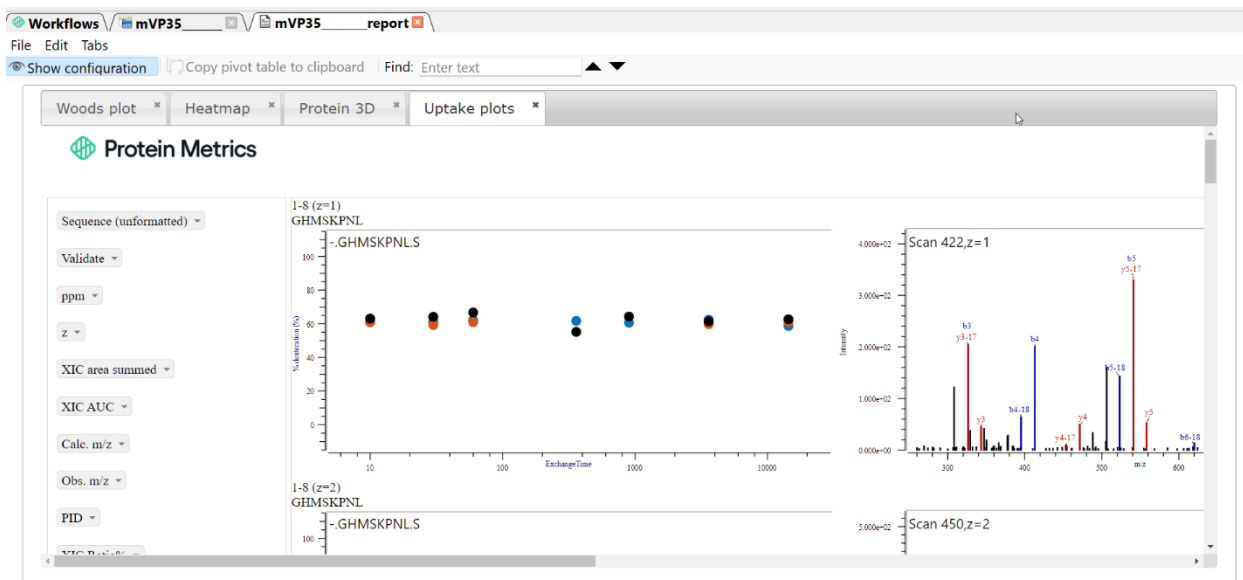 Workflows mVP35______ mVP35______report
File Edit Tabs
Show configuration Copy pivot table to clipboard Find: Enter text
Woods plot Heatmap Protein 3D Uptake plots
Protein Metrics
Sequence (unformatted)
Validate
ppm
z
XIC area summed
XIC AUC
Calc. m/z
Obs. m/z
PID
XIC Ratio%
1-8 (z=1)
GHMSKPNL
-.GHMSKPNL.S
100
80
60
40
20
0
% deuteration (%)
10 100 1000 10000
ExchangeTime
Scan 422,z=1
4.000e+02
3.000e+02
2.000e+02
1.000e+02
0.000e+00
Intensity
b5
y5-17
b3
y3-17
b4
b5-18
b4-18
y3
y4
y5
y4-17
b6-18
300 400 500 600
m/z
1-8 (z=2)
GHMSKPNL
-.GHMSKPNL.S
100
Scan 450,z=2
5.000e+02